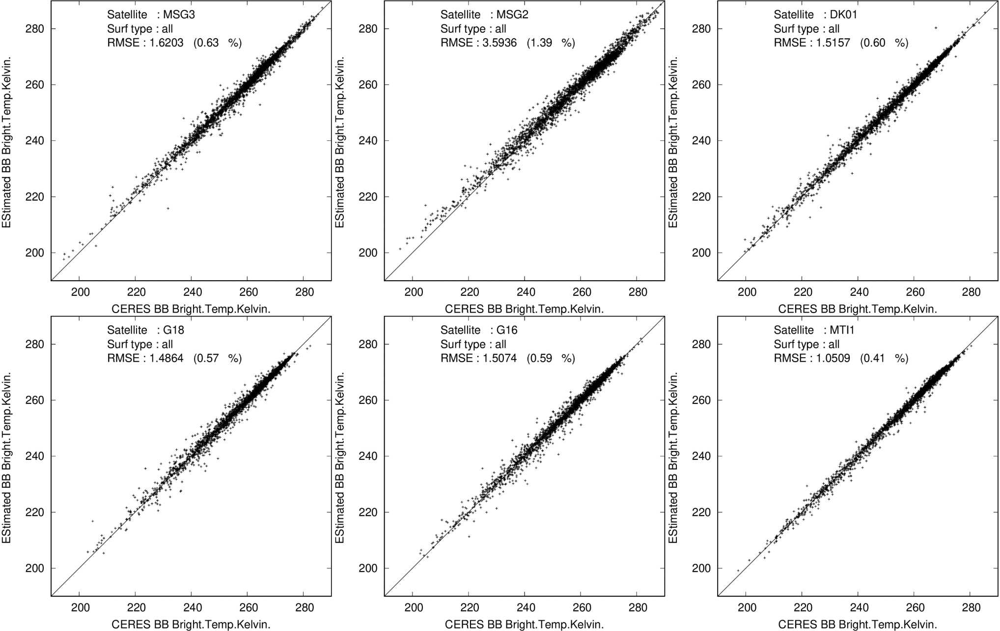 Satellite : MSG3
Surf type : all
RMSE : 1.6203 (0.63 %)
EStimated BB Bright.Temp.Kelvin.
280
260
240
220
200
200 220 240 260 280
CERES BB Bright.Temp.Kelvin.
Satellite : MSG2
Surf type : all
RMSE : 3.5936 (1.39 %)
EStimated BB Bright.Temp.Kelvin.
280
260
240
220
200
200 220 240 260 280
CERES BB Bright.Temp.Kelvin.
Satellite : DK01
Surf type : all
RMSE : 1.5157 (0.60 %)
EStimated BB Bright.Temp.Kelvin.
280
260
240
220
200
200 220 240 260 280
CERES BB Bright.Temp.Kelvin.
Satellite : G18
Surf type : all
RMSE : 1.4864 (0.57 %)
EStimated BB Bright.Temp.Kelvin.
280
260
240
220
200
200 220 240 260 280
CERES BB Bright.Temp.Kelvin.
Satellite : G16
Surf type : all
RMSE : 1.5074 (0.59 %)
EStimated BB Bright.Temp.Kelvin.
280
260
240
220
200
200 220 240 260 280
CERES BB Bright.Temp.Kelvin.
Satellite : MTI1
Surf type : all
RMSE : 1.0509 (0.41 %)
EStimated BB Bright.Temp.Kelvin.
280
260
240
220
200
200 220 240 260 280
CERES BB Bright.Temp.Kelvin.